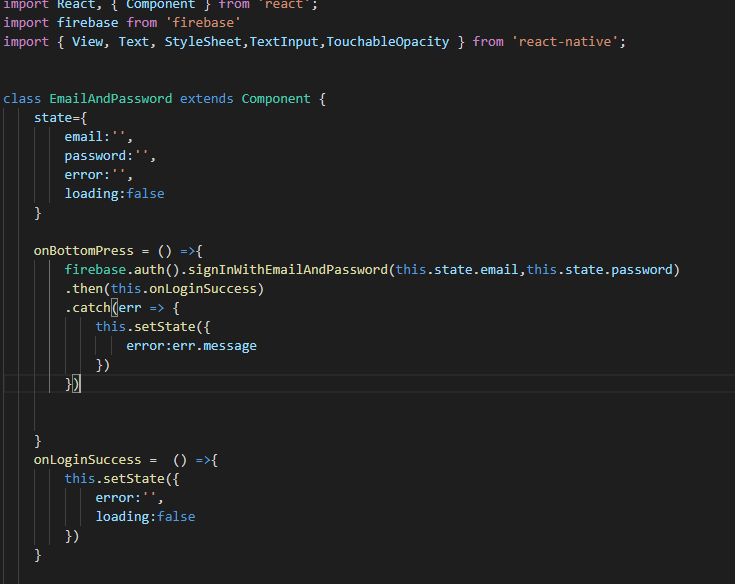 import React, { Component } from 'react';
import firebase from 'firebase'
import { View, Text, StyleSheet,TextInput,TouchableOpacity } from 'react-native';
class EmailAndPassword extends Component {
state={
email:'',
password:'',
error:'',
loading:false
}
onBottomPress = () =>{
firebase.auth().signInWithEmailAndPassword(this.state.email,this.state.password)
.then(this.onLoginSuccess)
.catch(err => {
this.setState({
error:err.message
})
})
}
onLoginSuccess =  () =>{
this.setState({
error:'',
loading:false
})
}